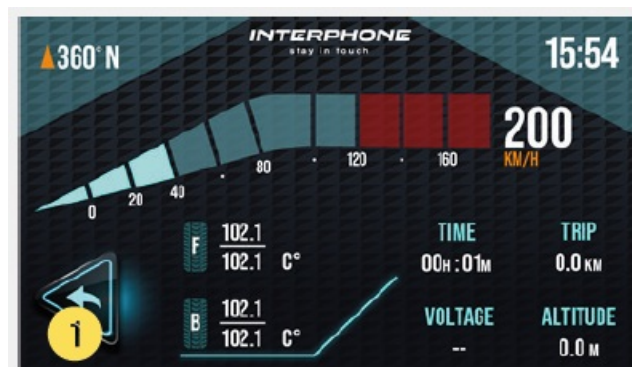 360° N
INTERPHONE
stay in touch
15:54
200
KM/H
0 20 40 80 120 160
F 102.1
102.1 C°
B 102.1
102.1 C°
TIME
00H:01M
TRIP
0.0 KM
VOLTAGE
--
ALTITUDE
0.0 M
1